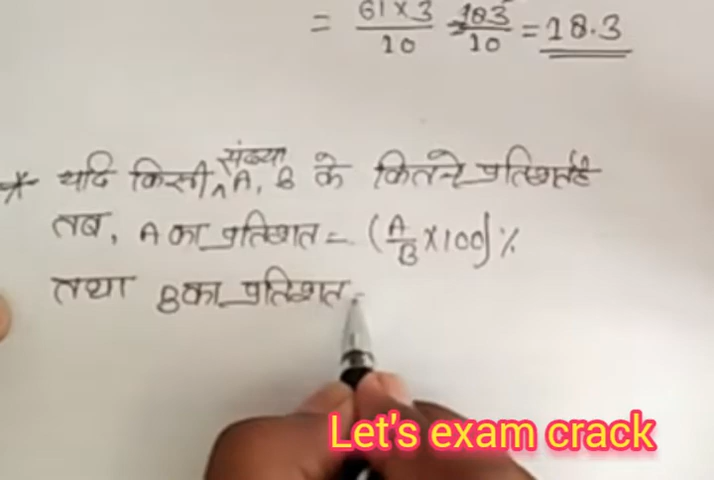 = 61 × 3 / 10 = 183 / 10 = 18.3
* यदि किसी संख्या A, B के कितने प्रतिशत है
तब, A का प्रतिशत = (A/B × 100) %
तथा B का प्रतिशत =
Let's exam crack